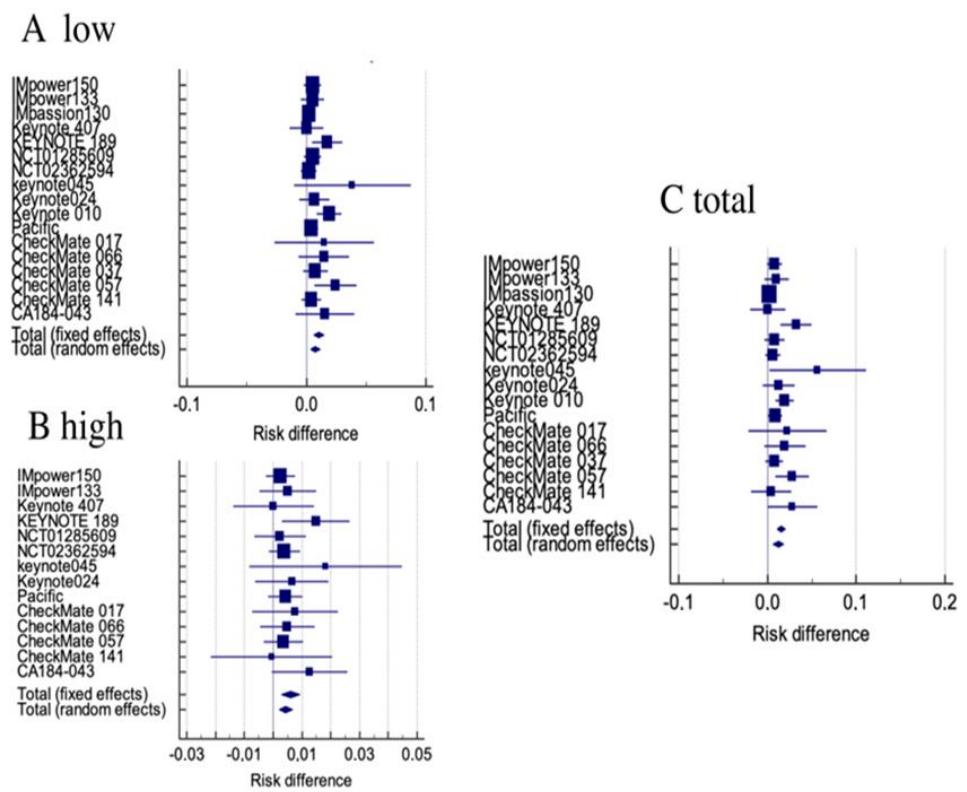 A low
IMpower150
IMpower133
IMpassion130
Keynote 407
KEYNOTE 189
NCT01285609
NCT02362594
keynote045
Keynote024
Keynote 010
Pacific
CheckMate 017
CheckMate 066
CheckMate 037
CheckMate 057
CheckMate 141
CA184-043
Total (fixed effects)
Total (random effects)
-0.1 0.0 0.1
Risk difference
B high
IMpower150
IMpower133
Keynote 407
KEYNOTE 189
NCT01285609
NCT02362594
keynote045
Keynote024
Pacific
CheckMate 017
CheckMate 066
CheckMate 057
CheckMate 141
CA184-043
Total (fixed effects)
Total (random effects)
-0.03 -0.01 0.01 0.03 0.05
Risk difference
C total
IMpower150
IMpower133
IMbassion130
Keynote 407
KEYNOTE 189
NCT01285609
NCT02362594
keynote045
Keynote024
Keynote 010
Pacific
CheckMate 017
CheckMate 066
CheckMate 037
CheckMate 057
CheckMate 141
CA184-043
Total (fixed effects)
Total (random effects)
-0.1 0.0 0.1 0.2
Risk difference